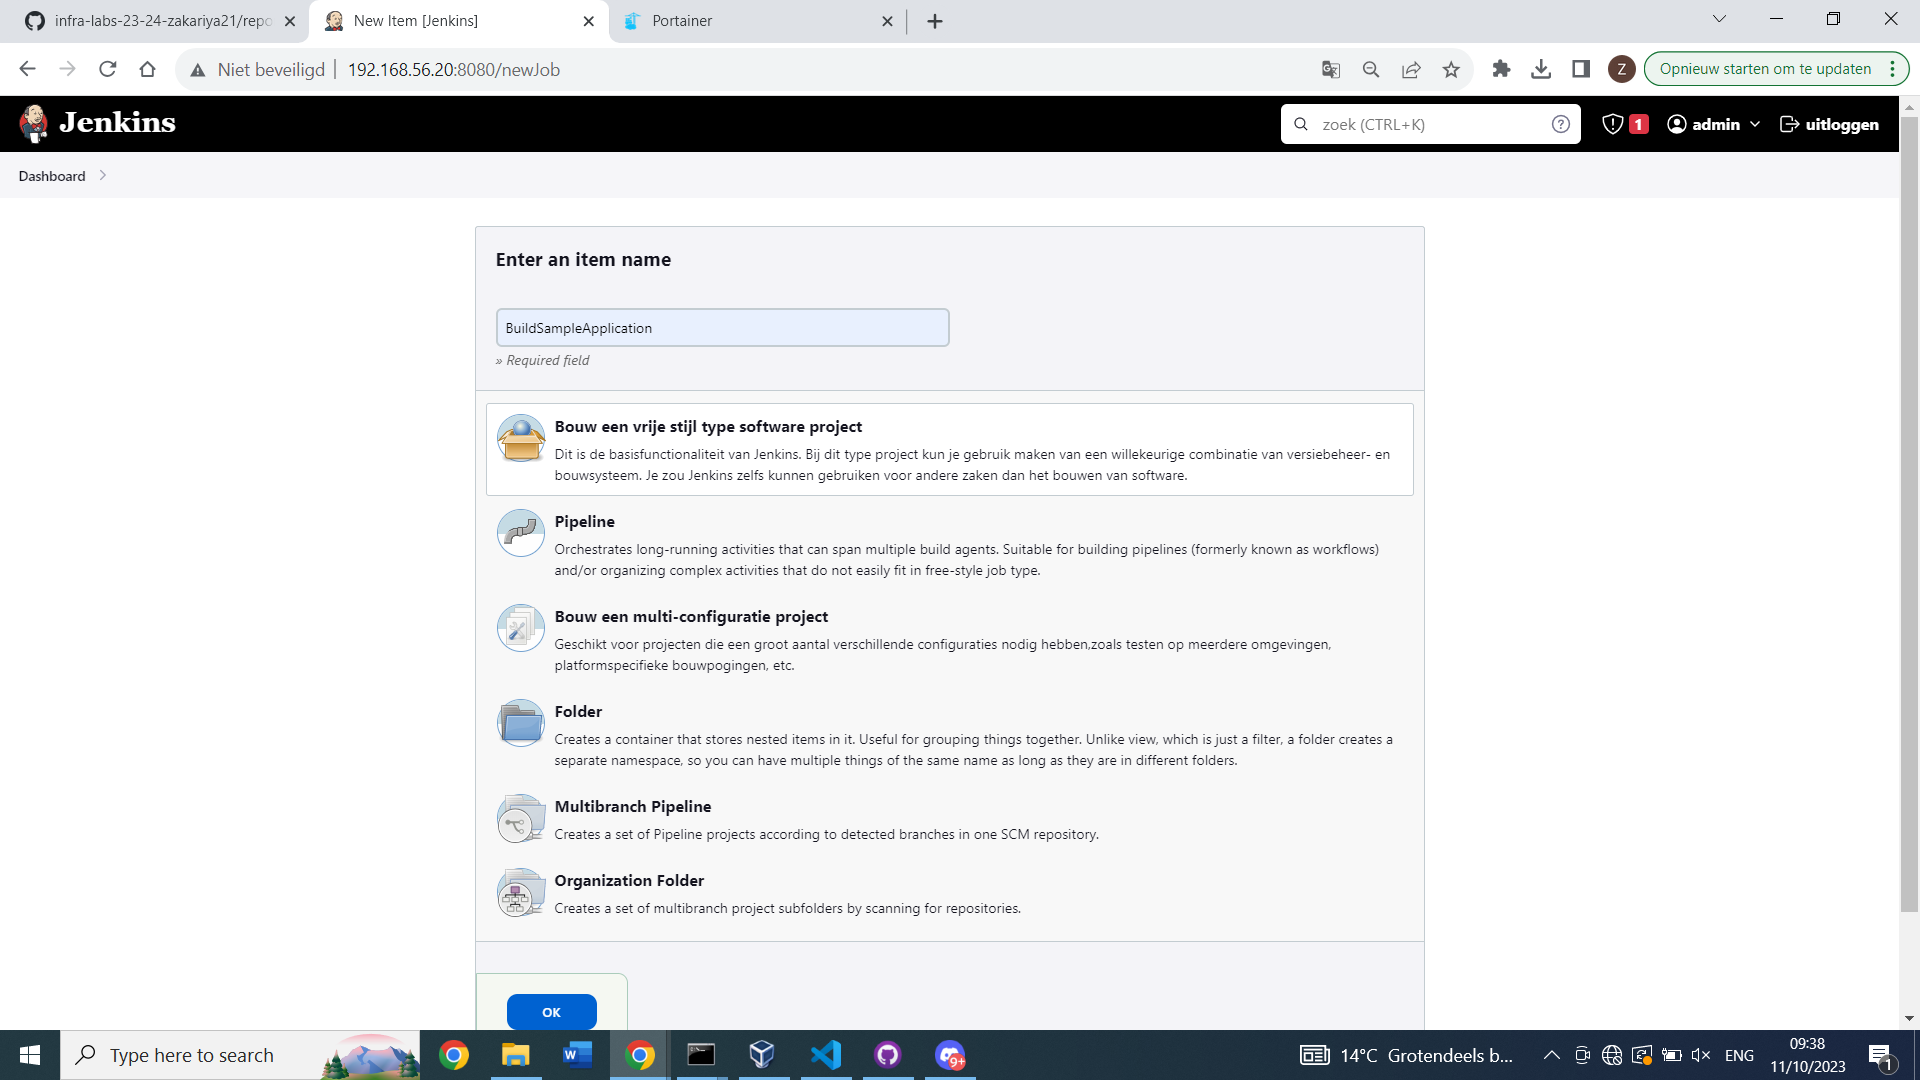 infra-labs-23-24-zakariya21/repo
New Item [Jenkins]
Portainer
Niet beveiligd
192.168.56.20:8080/newJob
Z
Opnieuw starten om te updaten
Jenkins
zoek (CTRL+K)
1
admin
uitloggen
Dashboard
Enter an item name
BuildSampleApplication
» Required field
Bouw een vrije stijl type software project
Dit is de basisfunctionaliteit van Jenkins. Bij dit type project kun je gebruik maken van een willekeurige combinatie van versiebeheer- en
bouwsysteem. Je zou Jenkins zelfs kunnen gebruiken voor andere zaken dan het bouwen van software.
Pipeline
Orchestrates long-running activities that can span multiple build agents. Suitable for building pipelines (formerly known as workflows)
and/or organizing complex activities that do not easily fit in free-style job type.
Bouw een multi-configuratie project
Geschikt voor projecten die een groot aantal verschillende configuraties nodig hebben,zoals testen op meerdere omgevingen,
platformspecifieke bouwpogingen, etc.
Folder
Creates a container that stores nested items in it. Useful for grouping things together. Unlike view, which is just a filter, a folder creates a
separate namespace, so you can have multiple things of the same name as long as they are in different folders.
Multibranch Pipeline
Creates a set of Pipeline projects according to detected branches in one SCM repository.
Organization Folder
Creates a set of multibranch project subfolders by scanning for repositories.
OK
Type here to search
9+
14°C Grotendeels b...
ENG
09:38
11/10/2023
1